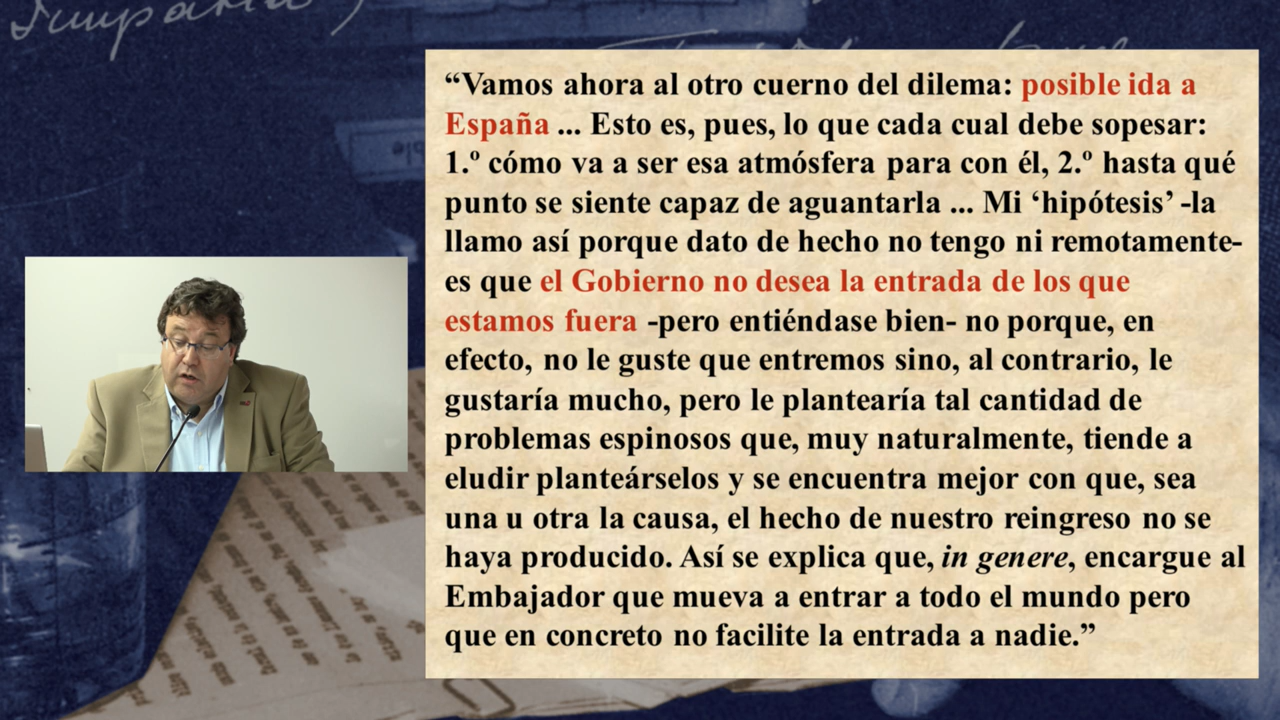 “Vamos ahora al otro cuerno del dilema: posible ida a
España ... Esto es, pues, lo que cada cual debe sopesar:
1.º cómo va a ser esa atmósfera para con él, 2.º hasta qué
punto se siente capaz de aguantarla ... Mi ‘hipótesis’ -la
llamo así porque dato de hecho no tengo ni remotamente-
es que el Gobierno no desea la entrada de los que
estamos fuera -pero entiéndase bien- no porque, en
efecto, no le guste que entremos sino, al contrario, le
gustaría mucho, pero le plantearía tal cantidad de
problemas espinosos que, muy naturalmente, tiende a
eludir planteárselos y se encuentra mejor con que, sea
una u otra la causa, el hecho de nuestro reingreso no se
haya producido. Así se explica que, in genere, encargue al
Embajador que mueva a entrar a todo el mundo pero
que en concreto no facilite la entrada a nadie.”